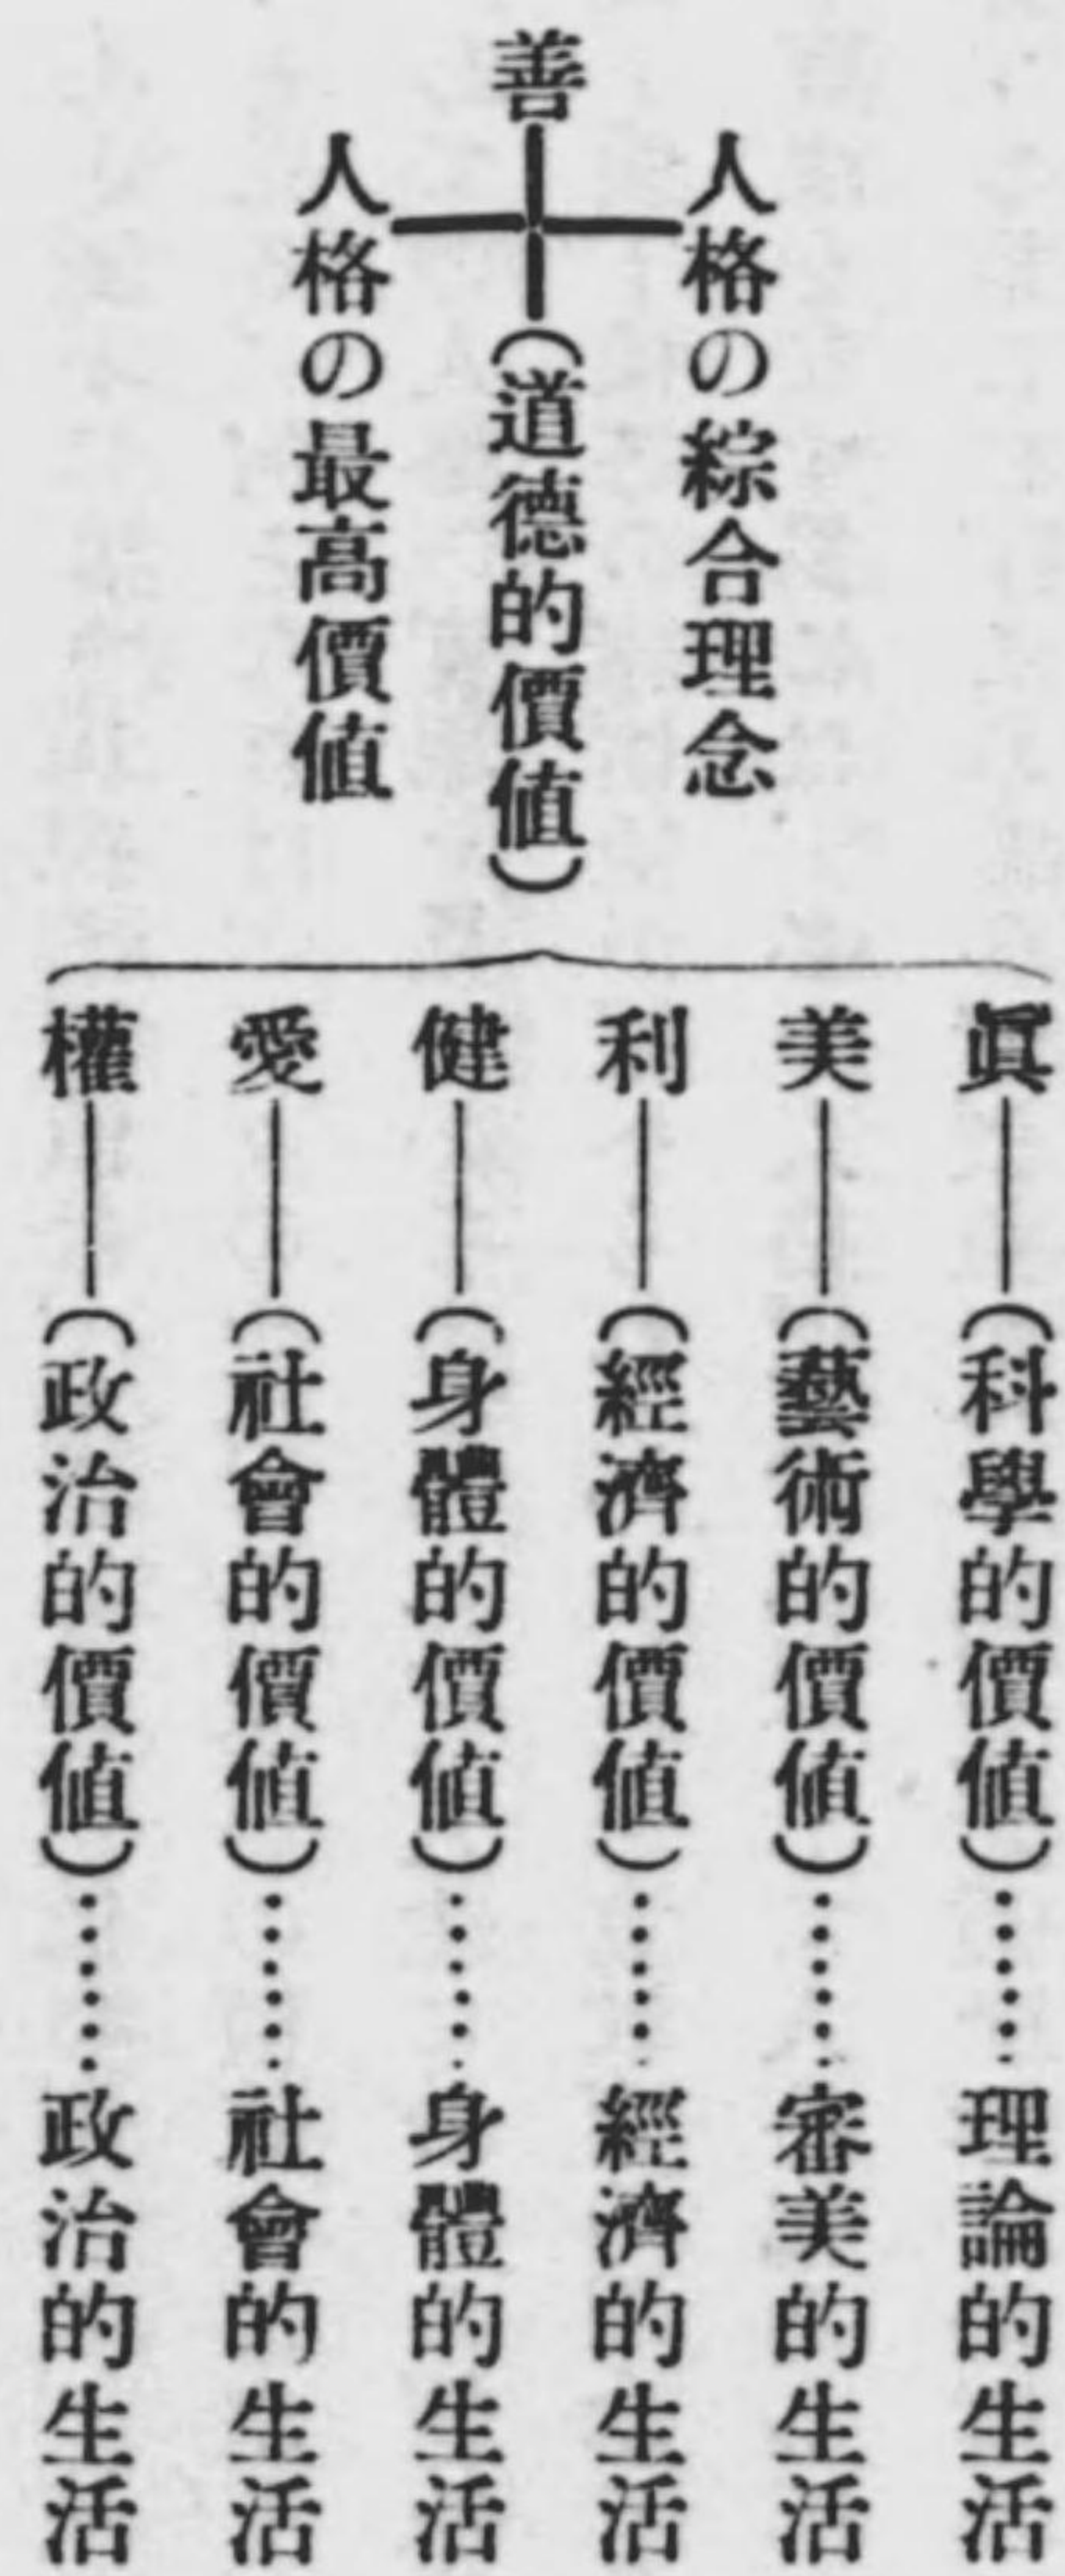 人格の綜合理念
善
(道德的價値)
人格の最高價値
眞――(科學的價値)……理論的生活
美――(藝術的價値)……審美的生活
利――(經濟的價値)……經濟的生活
健――(身體的價値)……身體的生活
愛――(社會的價値)……社會的生活
權――(政治的價値)……政治的生活